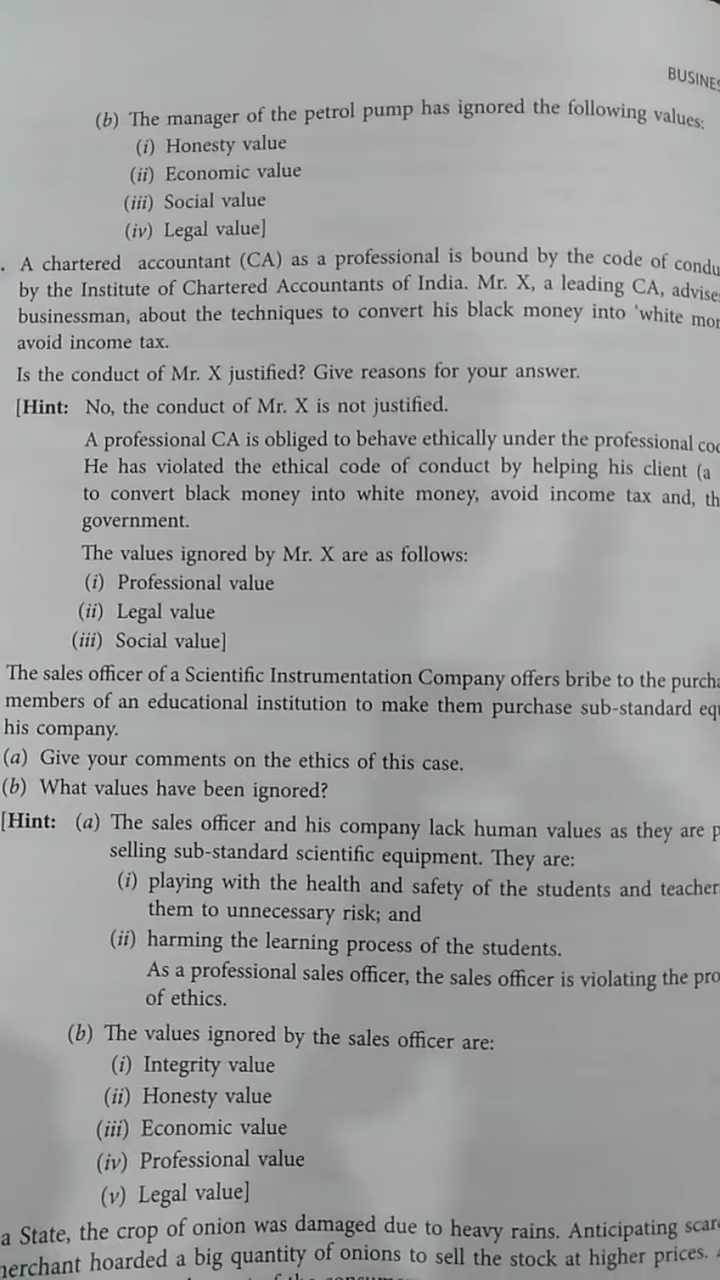 BUSINES
(b) The manager of the petrol pump has ignored the following values:
(i) Honesty value
(ii) Economic value
(iii) Social value
(iv) Legal value]
. A chartered accountant (CA) as a professional is bound by the code of condu
by the Institute of Chartered Accountants of India. Mr. X, a leading CA, advises
businessman, about the techniques to convert his black money into 'white mon
avoid income tax.
Is the conduct of Mr. X justified? Give reasons for your answer.
[Hint: No, the conduct of Mr. X is not justified.
A professional CA is obliged to behave ethically under the professional cod
He has violated the ethical code of conduct by helping his client (a
to convert black money into white money, avoid income tax and, th
government.
The values ignored by Mr. X are as follows:
(i) Professional value
(ii) Legal value
(iii) Social value]
The sales officer of a Scientific Instrumentation Company offers bribe to the purcha
members of an educational institution to make them purchase sub-standard equ
his company.
(a) Give your comments on the ethics of this case.
(b) What values have been ignored?
[Hint: (a) The sales officer and his company lack human values as they are p
selling sub-standard scientific equipment. They are:
(i) playing with the health and safety of the students and teacher
them to unnecessary risk; and
(ii) harming the learning process of the students.
As a professional sales officer, the sales officer is violating the pro
of ethics.
(b) The values ignored by the sales officer are:
(i) Integrity value
(ii) Honesty value
(iii) Economic value
(iv) Professional value
(v) Legal value]
a State, the crop of onion was damaged due to heavy rains. Anticipating scar
nerchant hoarded a big quantity of onions to sell the stock at higher prices.